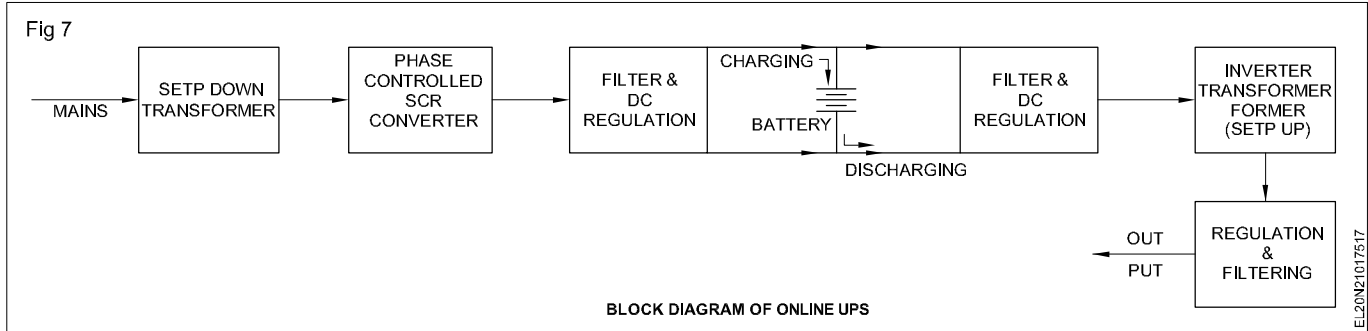 Fig 7
MAINS
SETP DOWN
TRANSFORMER
PHASE
CONTROLLED
SCR
CONVERTER
FILTER &
DC
REGULATION
CHARGING
BATTERY
DISCHARGING
FILTER &
DC
REGULATION
INVERTER
TRANSFORMER
FORMER
(SETP UP)
REGULATION
&
FILTERING
OUT
PUT
BLOCK DIAGRAM OF ONLINE UPS
EL20N21017517